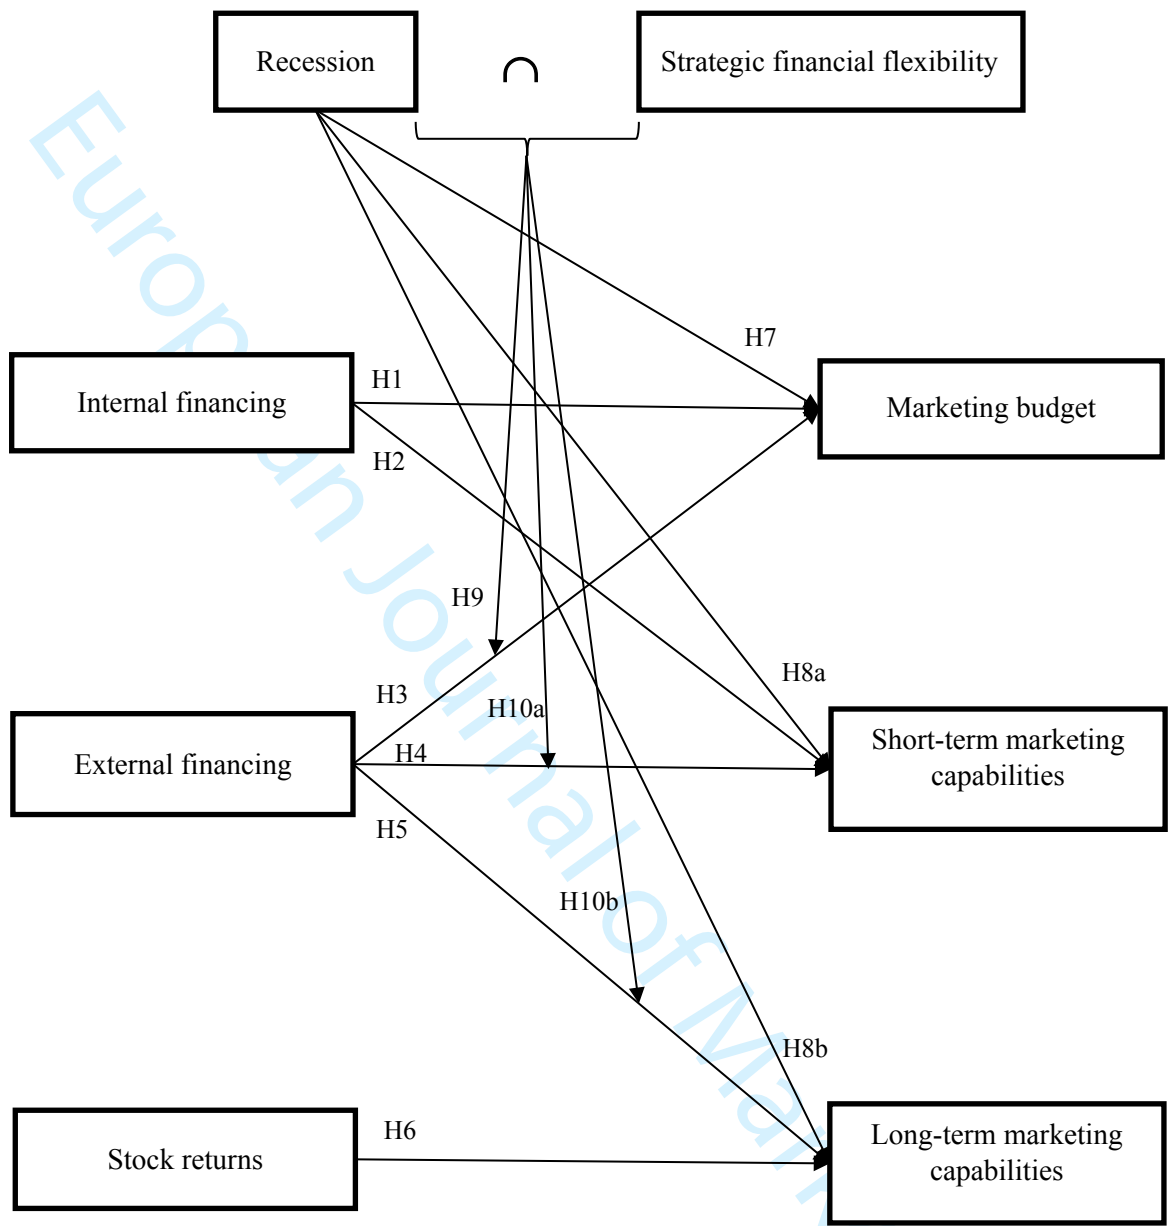 Recession
∩
Strategic financial flexibility
H7
Internal financing
H1
Marketing budget
H2
H9
H8a
H3
H10a
External financing
H4
Short-term marketing
capabilities
H5
H10b
H8b
Stock returns
H6
Long-term marketing
capabilities
European Journal of Mar